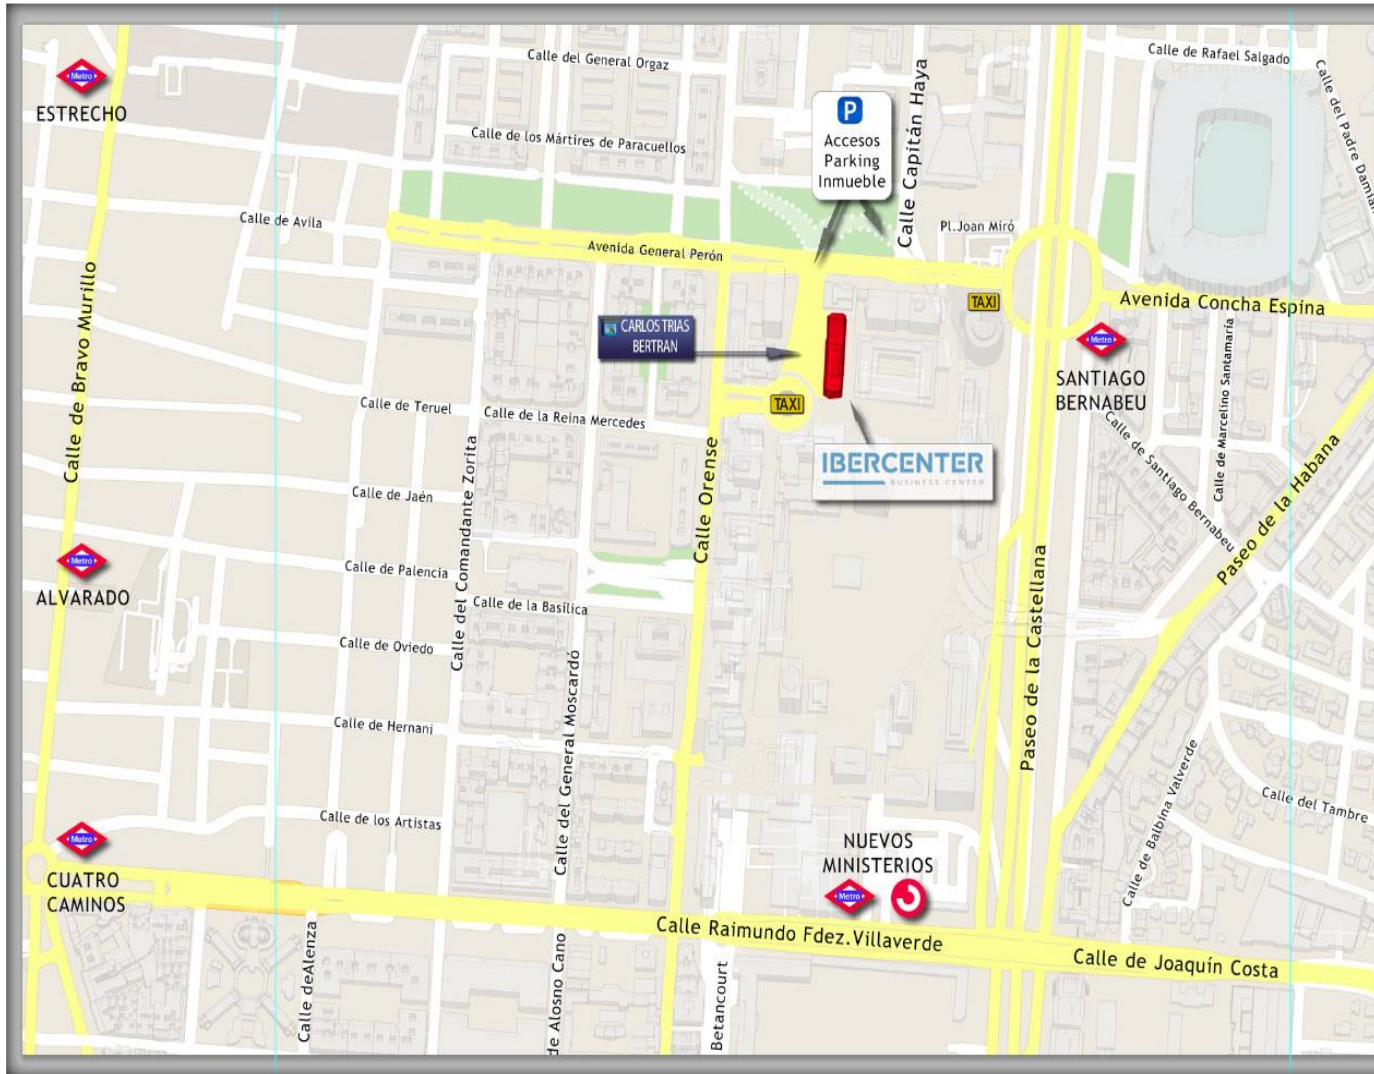 Calle de Rafael Salgado
Calle del General Orgaz
Calle del Padre Damian
Metro
ESTRECHO
P
Accesos
Parking
Inmueble
Calle Capitán Haya
Calle de los Mártires de Paracuellos
Calle de Avila
Pl.Joan Miró
Avenida General Perón
TAXI
Avenida Concha Espina
CARLOS TRIAS
BERTRAN
Metro
SANTIAGO
BERNABEU
Calle de Bravo Murillo
Calle de Marcelino Santamaría
TAXI
Calle de Teruel
Calle de la Reina Mercedes
Calle de Santiago Bernabeu
IBERCENTER
BUSINESS CENTER
Paseo de la Habana
Calle de Jaén
Calle del Comandante Zorita
Calle Orense
Metro
ALVARADO
Calle de Palencia
Calle de la Basílica
Calle de Oviedo
Paseo de la Castellana
Calle de Hernani
Calle del General Moscardó
Calle de Balbina Valverde
Calle del Tambre
Calle de los Artistas
Metro
CUATRO
CAMINOS
NUEVOS
MINISTERIOS
Metro
Calle Raimundo Fdez.Villaverde
Calle de Joaquín Costa
Calle deAlenza
de Alosno Cano
Betancourt